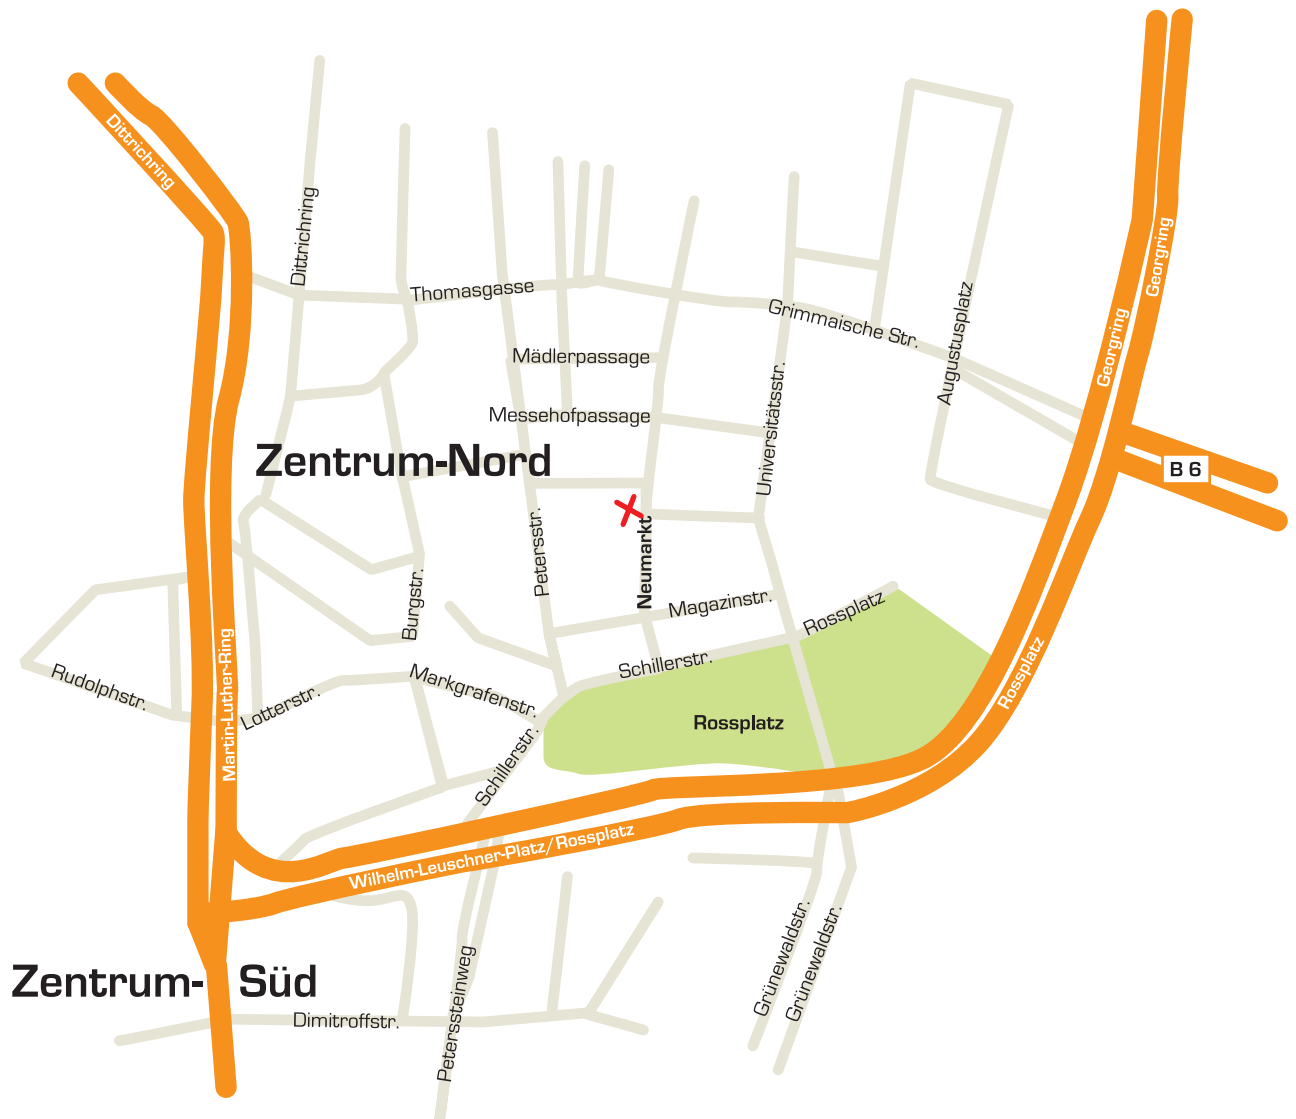 Dittrichring
Dittrichring
Thomasgasse
Grimmaische Str.
Georgring
Georgring
Augustusplatz
Mädlerpassage
Messehofpassage
Universitätsstr.
Zentrum-Nord
B 6
Petersstr.
Neumarkt
Burgstr.
Magazinstr.
Rossplatz
Schillerstr.
Rossplatz
Rudolphstr.
Lotterstr.
Markgrafenstr.
Martin-Luther-Ring
Rossplatz
Schillerstr.
Wilhelm-Leuschner-Platz/Rossplatz
Grünewaldstr.
Grünewaldstr.
Zentrum- Süd
Dimitroffstr.
Peterssteinweg